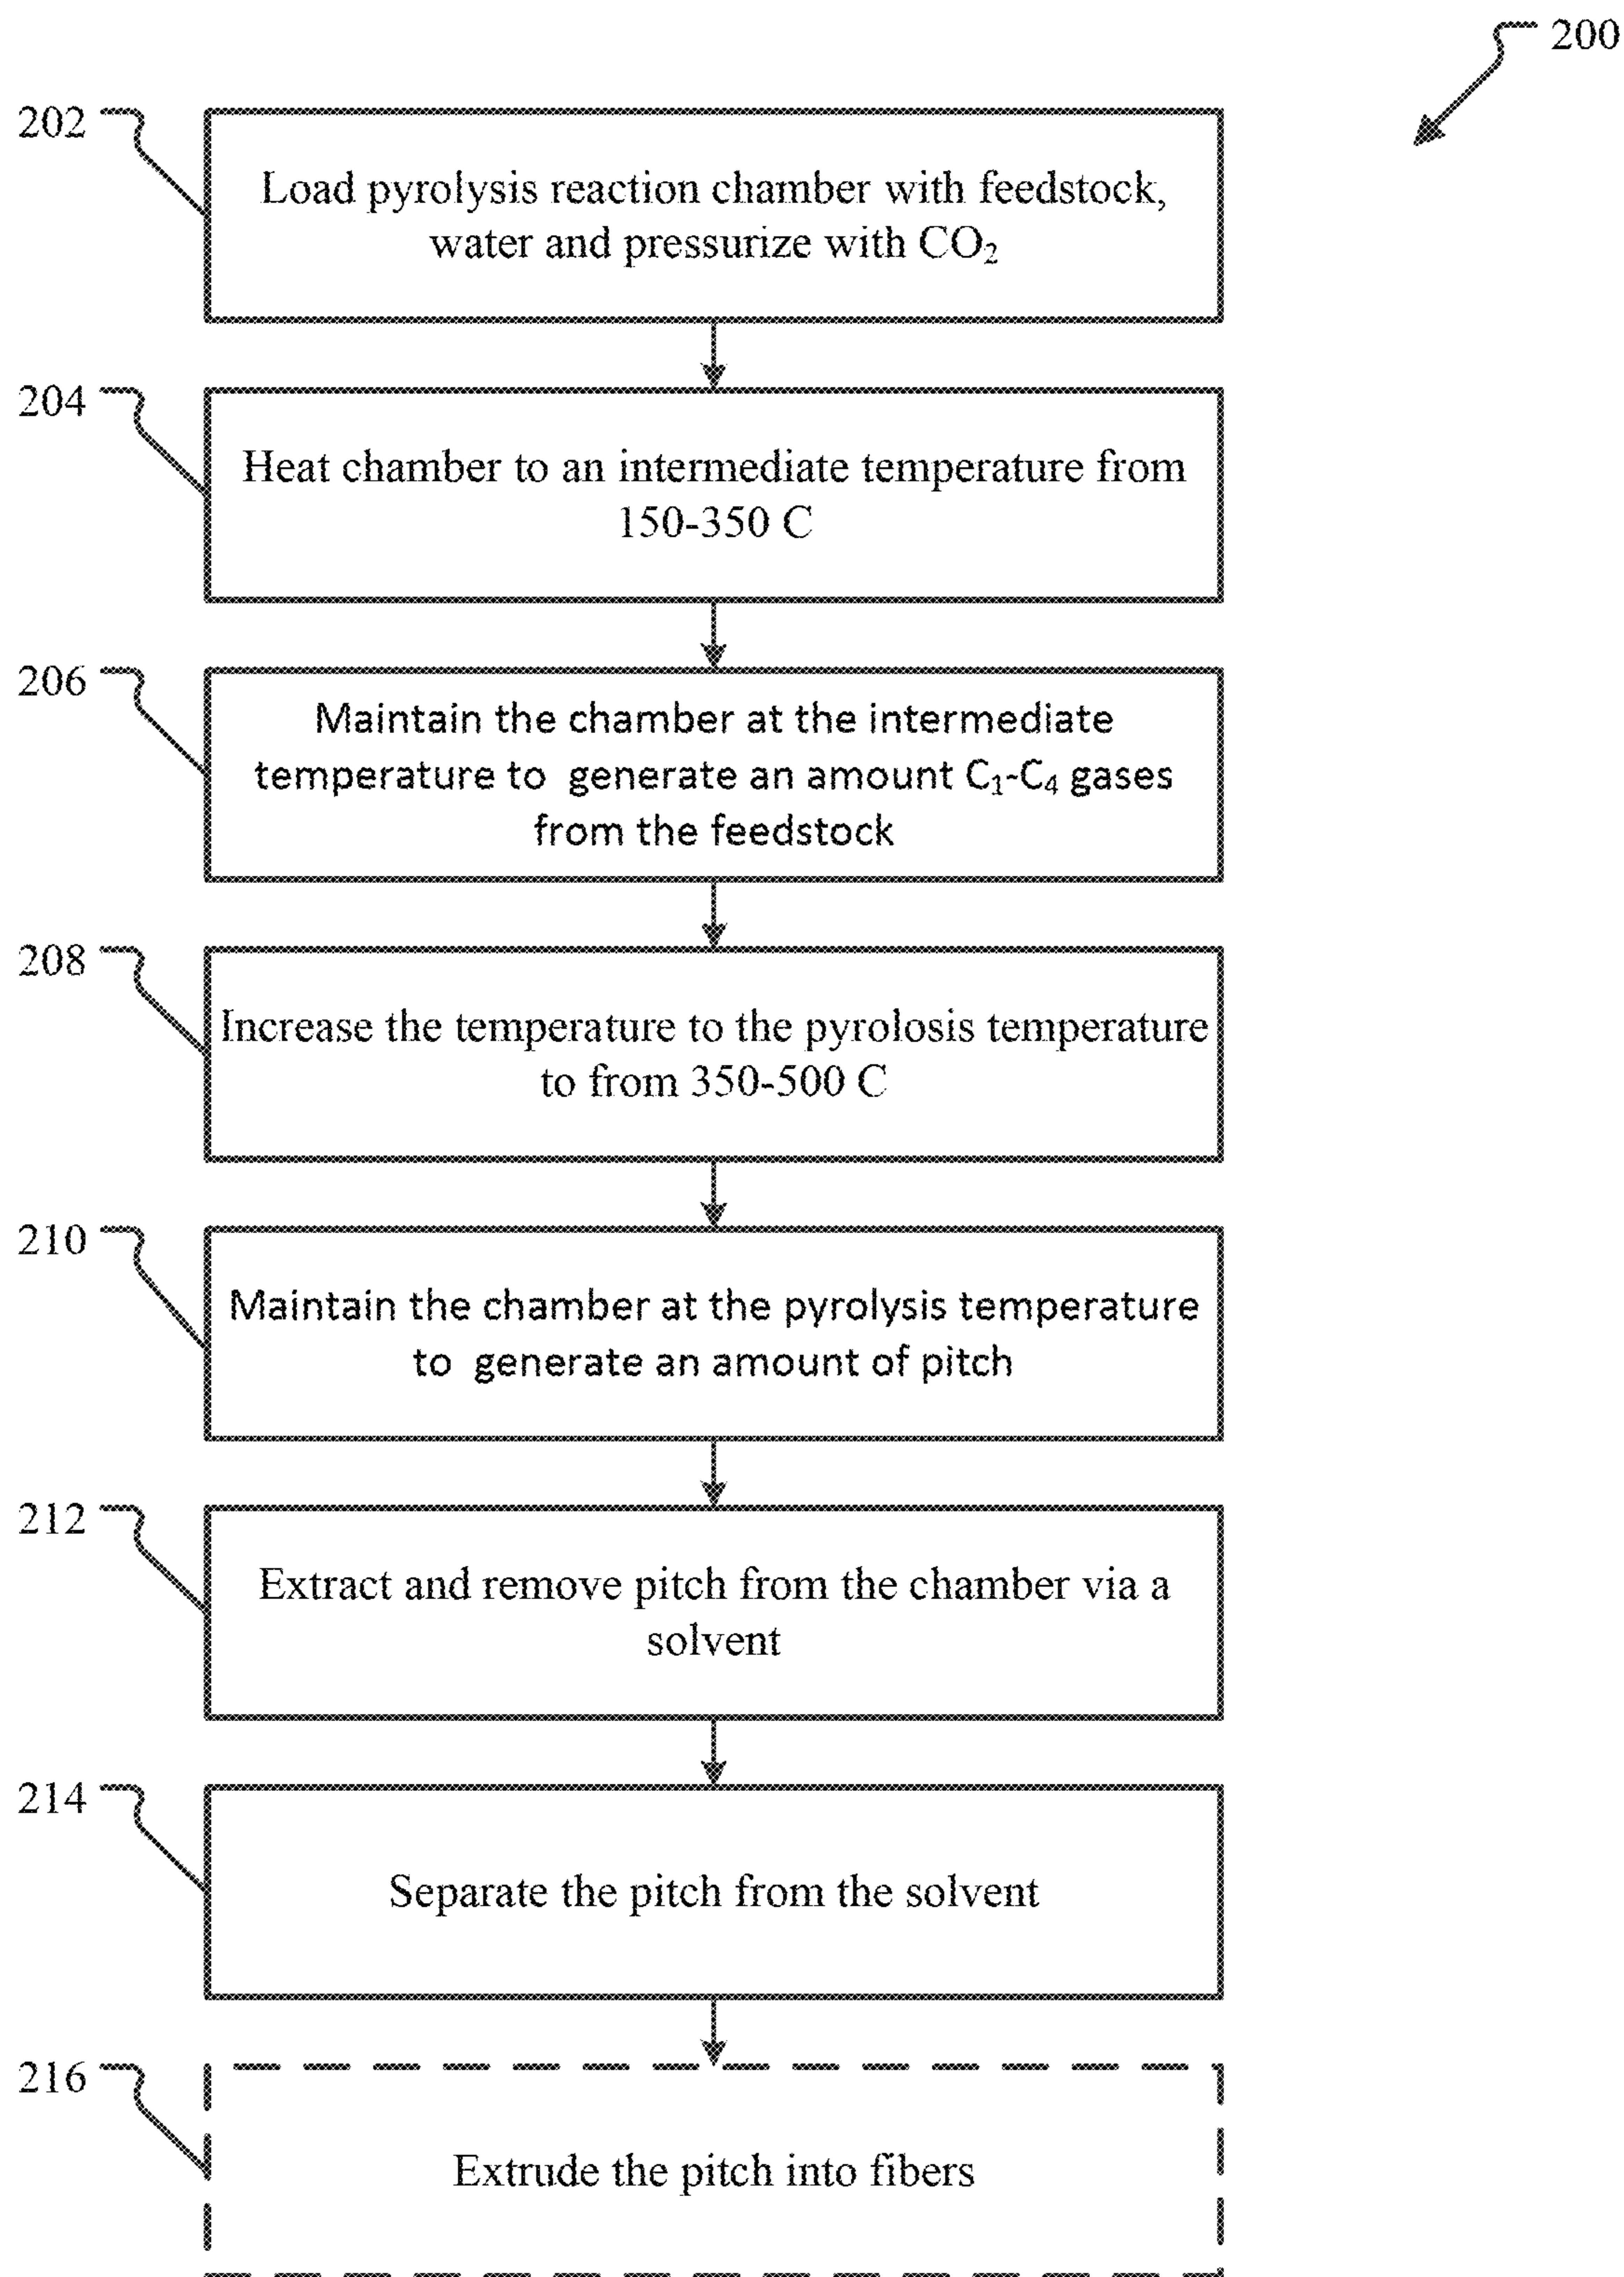 200
202
Load pyrolysis reaction chamber with feedstock,
water and pressurize with CO₂
204
Heat chamber to an intermediate temperature from
150-350 C
206
Maintain the chamber at the intermediate
temperature to generate an amount C₁-C₄ gases
from the feedstock
208
Increase the temperature to the pyrolosis temperature
to from 350-500 C
210
Maintain the chamber at the pyrolysis temperature
to generate an amount of pitch
212
Extract and remove pitch from the chamber via a
solvent
214
Separate the pitch from the solvent
216
Extrude the pitch into fibers